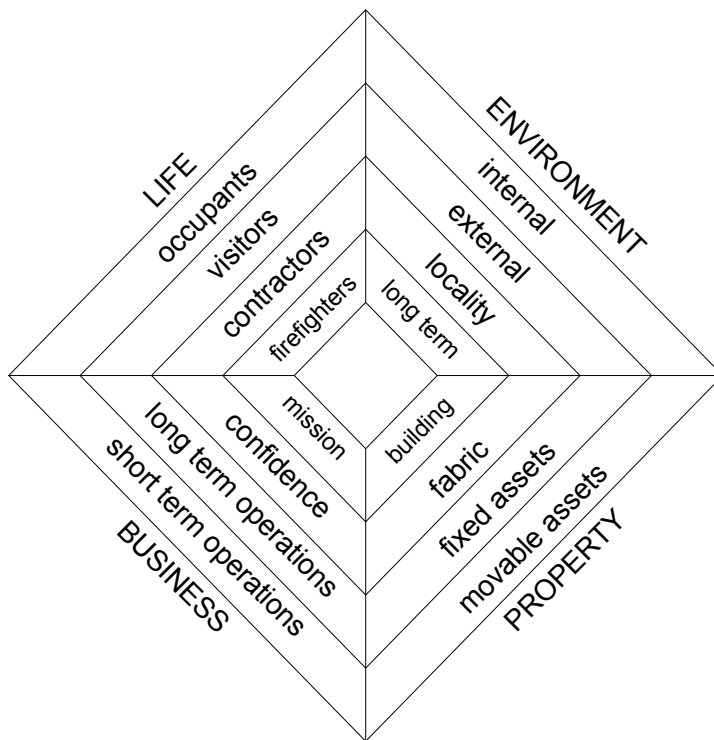 LIFE
occupants
visitors
contractors
firefighters
ENVIRONMENT
internal
external
locality
long term
BUSINESS
short term operations
long term operations
confidence
mission
building
fabric
fixed assets
movable assets
PROPERTY